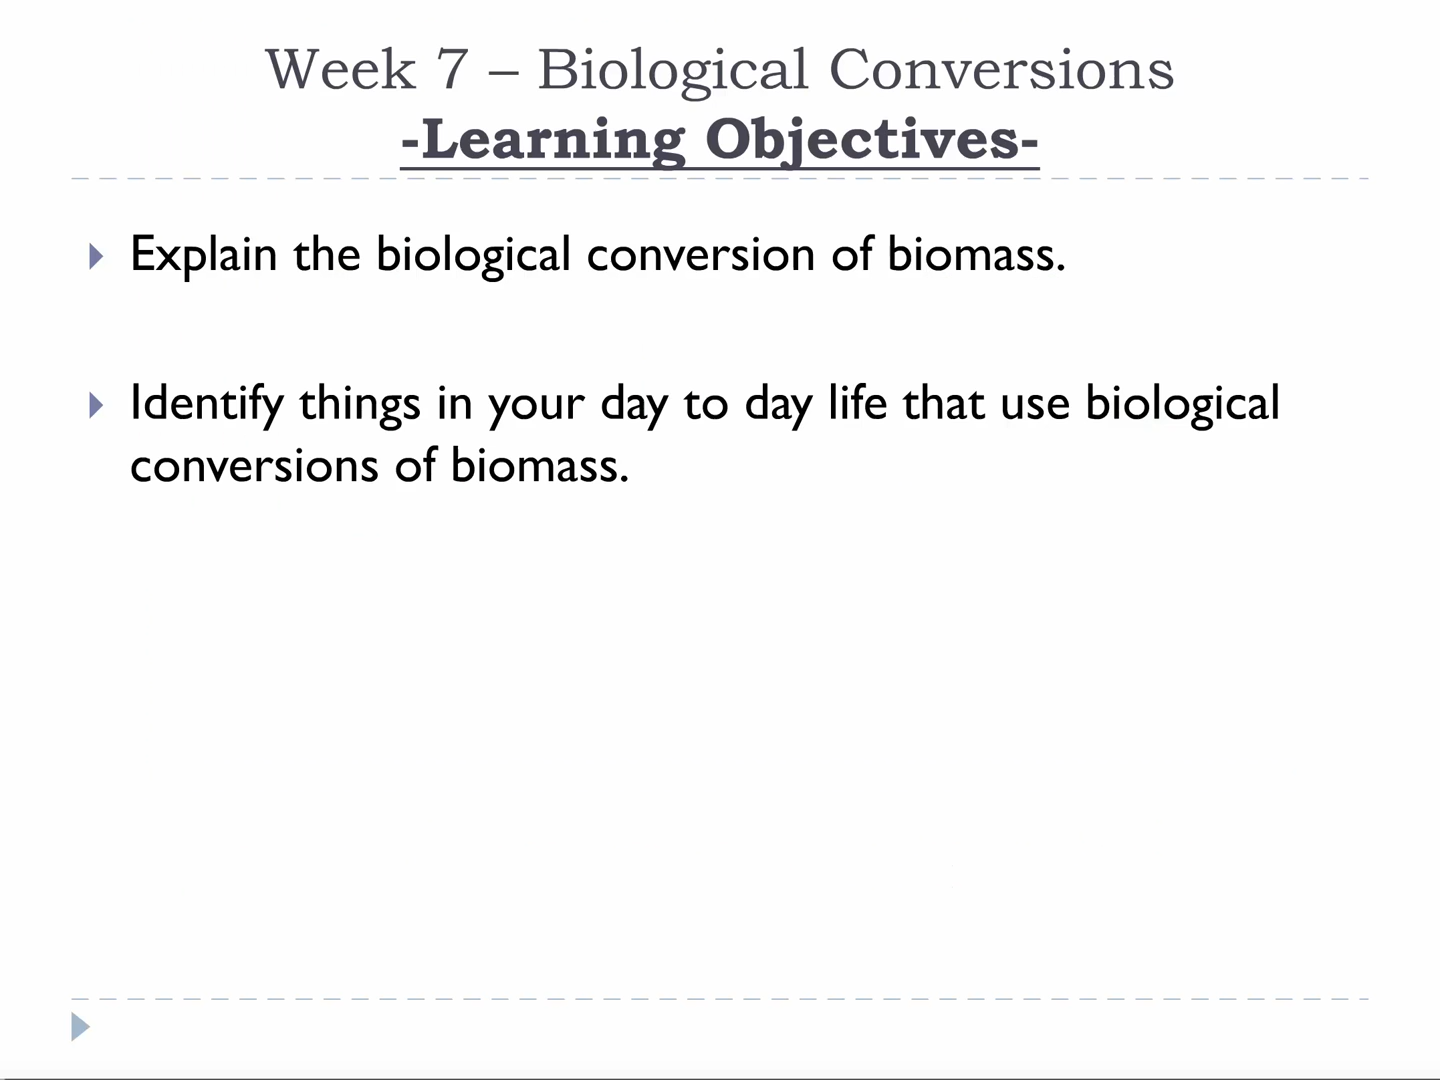 Week 7 – Biological Conversions
-Learning Objectives-
Explain the biological conversion of biomass.
Identify things in your day to day life that use biological
conversions of biomass.